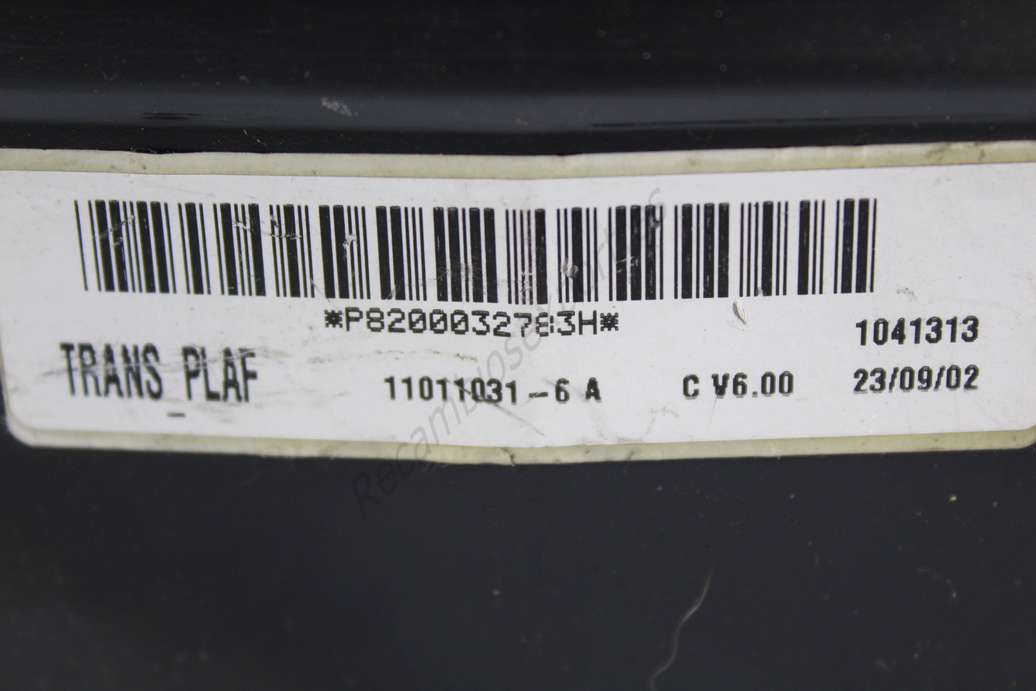 *P8200032783H*
1041313
TRANS_PLAF
11011031-6 A
C V6.00
23/09/02